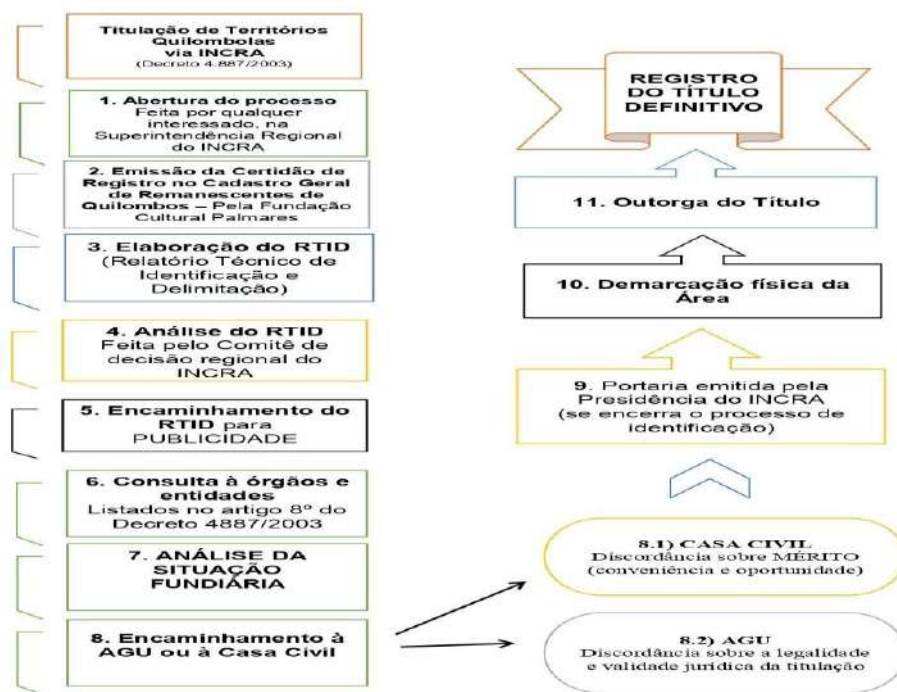 Titulação de Territórios
Quilombolas
via INCRA
(Decreto 4.887/2003)
1. Abertura do processo
Feita por qualquer
interessado, na
Superintendência Regional
do INCRA
2. Emissão da Certidão de
Registro no Cadastro Geral
de Remanescentes de
Quilombos – Pela Fundação
Cultural Palmares
3. Elaboração do RTID
(Relatório Técnico de
Identificação e
Delimitação)
4. Análise do RTID
Feita pelo Comitê de
decisão regional do
INCRA
5. Encaminhamento do
RTID para
PUBLICIDADE
6. Consulta à órgãos e
entidades
Listados no artigo 8º do
Decreto 4887/2003
7. ANÁLISE DA
SITUAÇÃO
FUNDIÁRIA
8. Encaminhamento à
AGU ou à Casa Civil
8.1) CASA CIVIL
Discordância sobre MÉRITO
(conveniência e oportunidade)
8.2) AGU
Discordância sobre a legalidade
e validade jurídica da titulação
9. Portaria emitida pela
Presidência do INCRA
(se encerra o processo de
identificação)
10. Demarcação física da
Área
11. Outorga do Título
REGISTRO
DO TÍTULO
DEFINITIVO